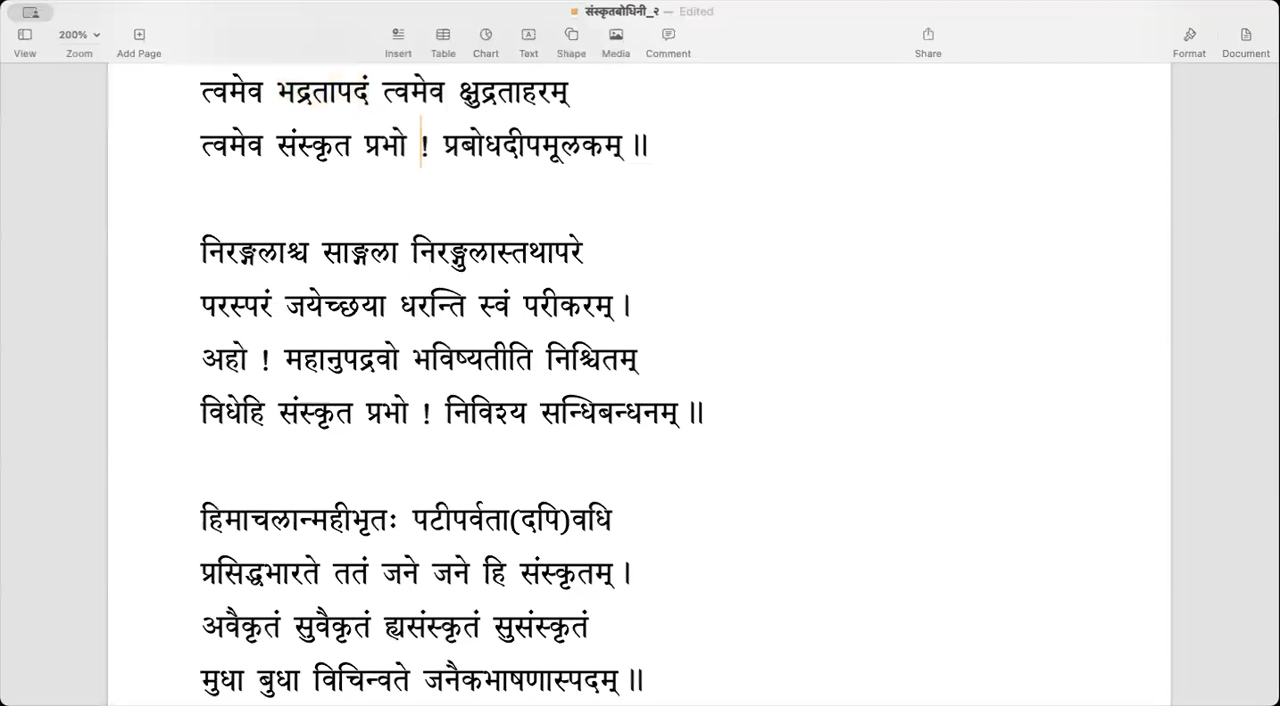 संस्कृतबोधिनी_२ — Edited
200%
View Zoom Add Page Insert Table Chart Text Shape Media Comment Share Format Document
त्वमेव भद्रतापदं त्वमेव क्षुद्रताहरम्
त्वमेव संस्कृत प्रभो ! प्रबोधदीपमूलकम् ॥
निरङ्गलाश्च साङ्गला निरङ्गुलास्तथापरे
परस्परं जयेच्छया धरन्ति स्वं परीकरम् ।
अहो ! महानुपद्रवो भविष्यतीति निश्चितम्
विधेहि संस्कृत प्रभो ! निविश्य सन्धिबन्धनम् ॥
हिमाचलान्महीभृतः पटीपर्वता(दपि)वधि
प्रसिद्धभारते ततं जने जने हि संस्कृतम् ।
अवैकृतं सुवैकृतं ह्यसंस्कृतं सुसंस्कृतं
मुधा बुधा विचिन्वते जनैकभाषणास्पदम् ॥